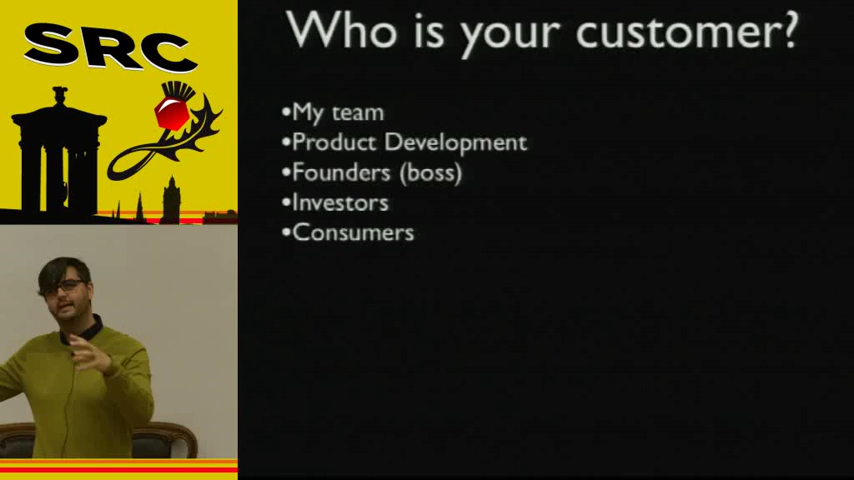 SRC
Who is your customer?
•My team
•Product Development
•Founders (boss)
•Investors
•Consumers